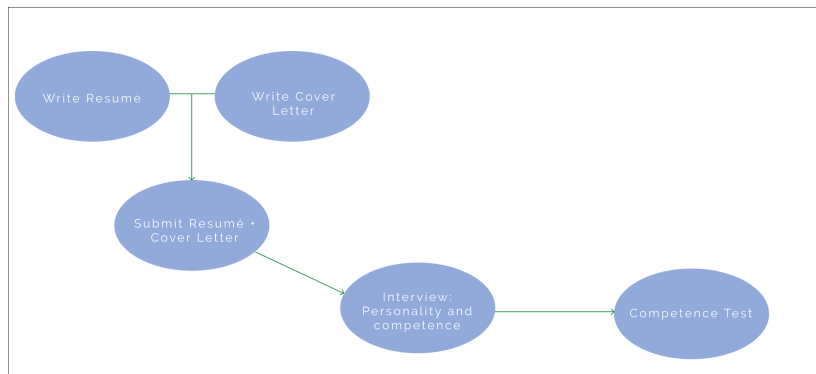 Write Resumé
Write Cover
Letter
Submit Resumé +
Cover Letter
Interview:
Personality and
competence
Competence Test